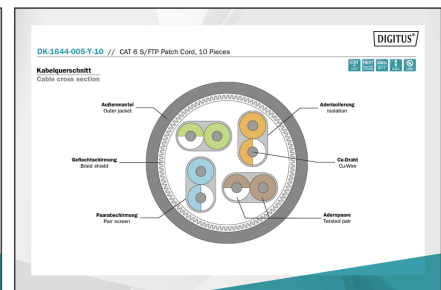 DIGITUS®
DK-1644-005-Y-10 // CAT 6 S/FTP Patch Cord, 10 Pieces
Kabelquerschnitt
Cable cross section
Außenmantel
Outer jacket
Aderisolierung
Isolation
Geflechtschirmung
Braid shield
Cu-Draht
Cu-Wire
Paarabschirmung
Pair screen
Adernpaare
Twisted pair